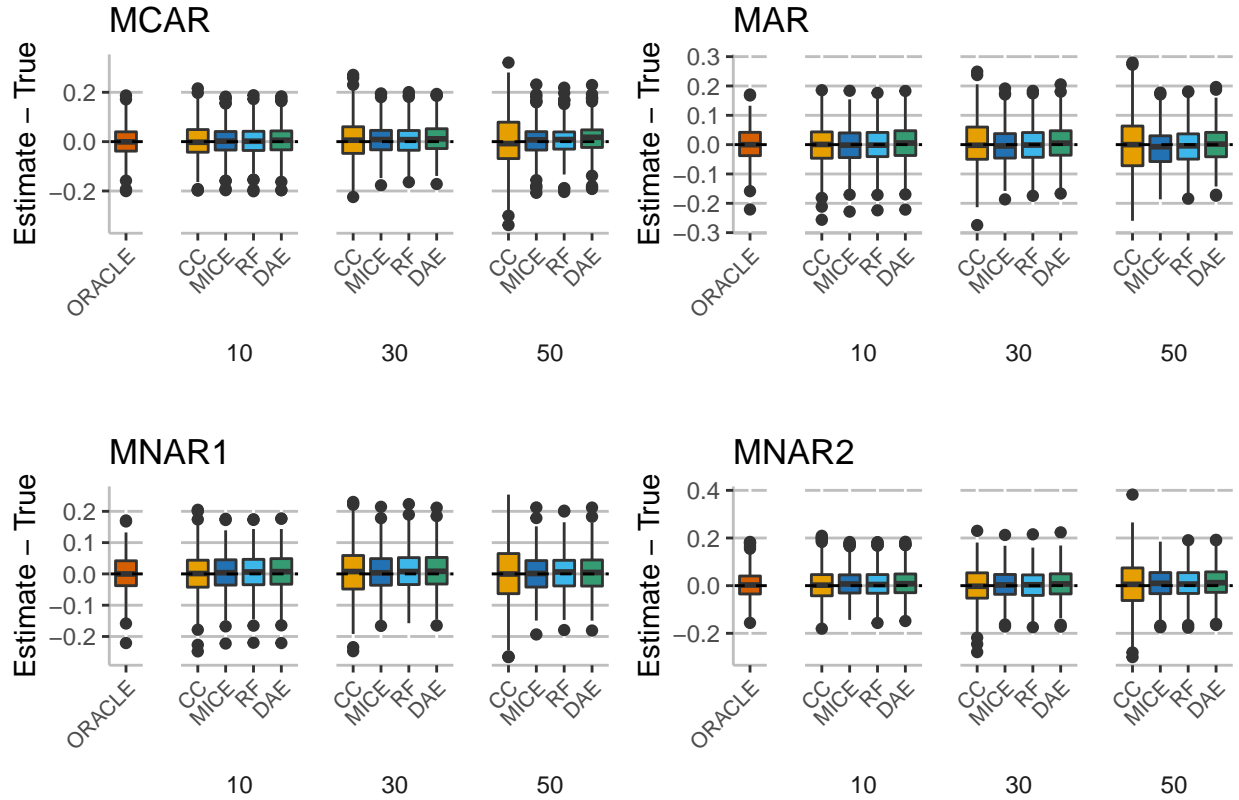 MCAR
Estimate – True
0.2
0.0
−0.2
ORACLE
CC
MICE
RF
DAE
CC
MICE
RF
DAE
CC
MICE
RF
DAE
10
30
50
MAR
Estimate – True
0.3
0.2
0.1
0.0
−0.1
−0.2
−0.3
ORACLE
CC
MICE
RF
DAE
CC
MICE
RF
DAE
CC
MICE
RF
DAE
10
30
50
MNAR1
Estimate – True
0.2
0.1
0.0
−0.1
−0.2
ORACLE
CC
MICE
RF
DAE
CC
MICE
RF
DAE
CC
MICE
RF
DAE
10
30
50
MNAR2
Estimate – True
0.4
0.2
0.0
−0.2
ORACLE
CC
MICE
RF
DAE
CC
MICE
RF
DAE
CC
MICE
RF
DAE
10
30
50